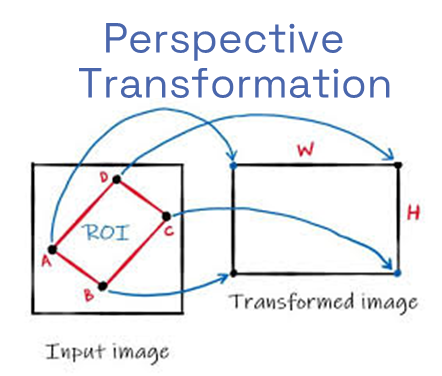 Perspective
Transformation
W
D
H
ROI
C
A
B
Transformed image
Input image